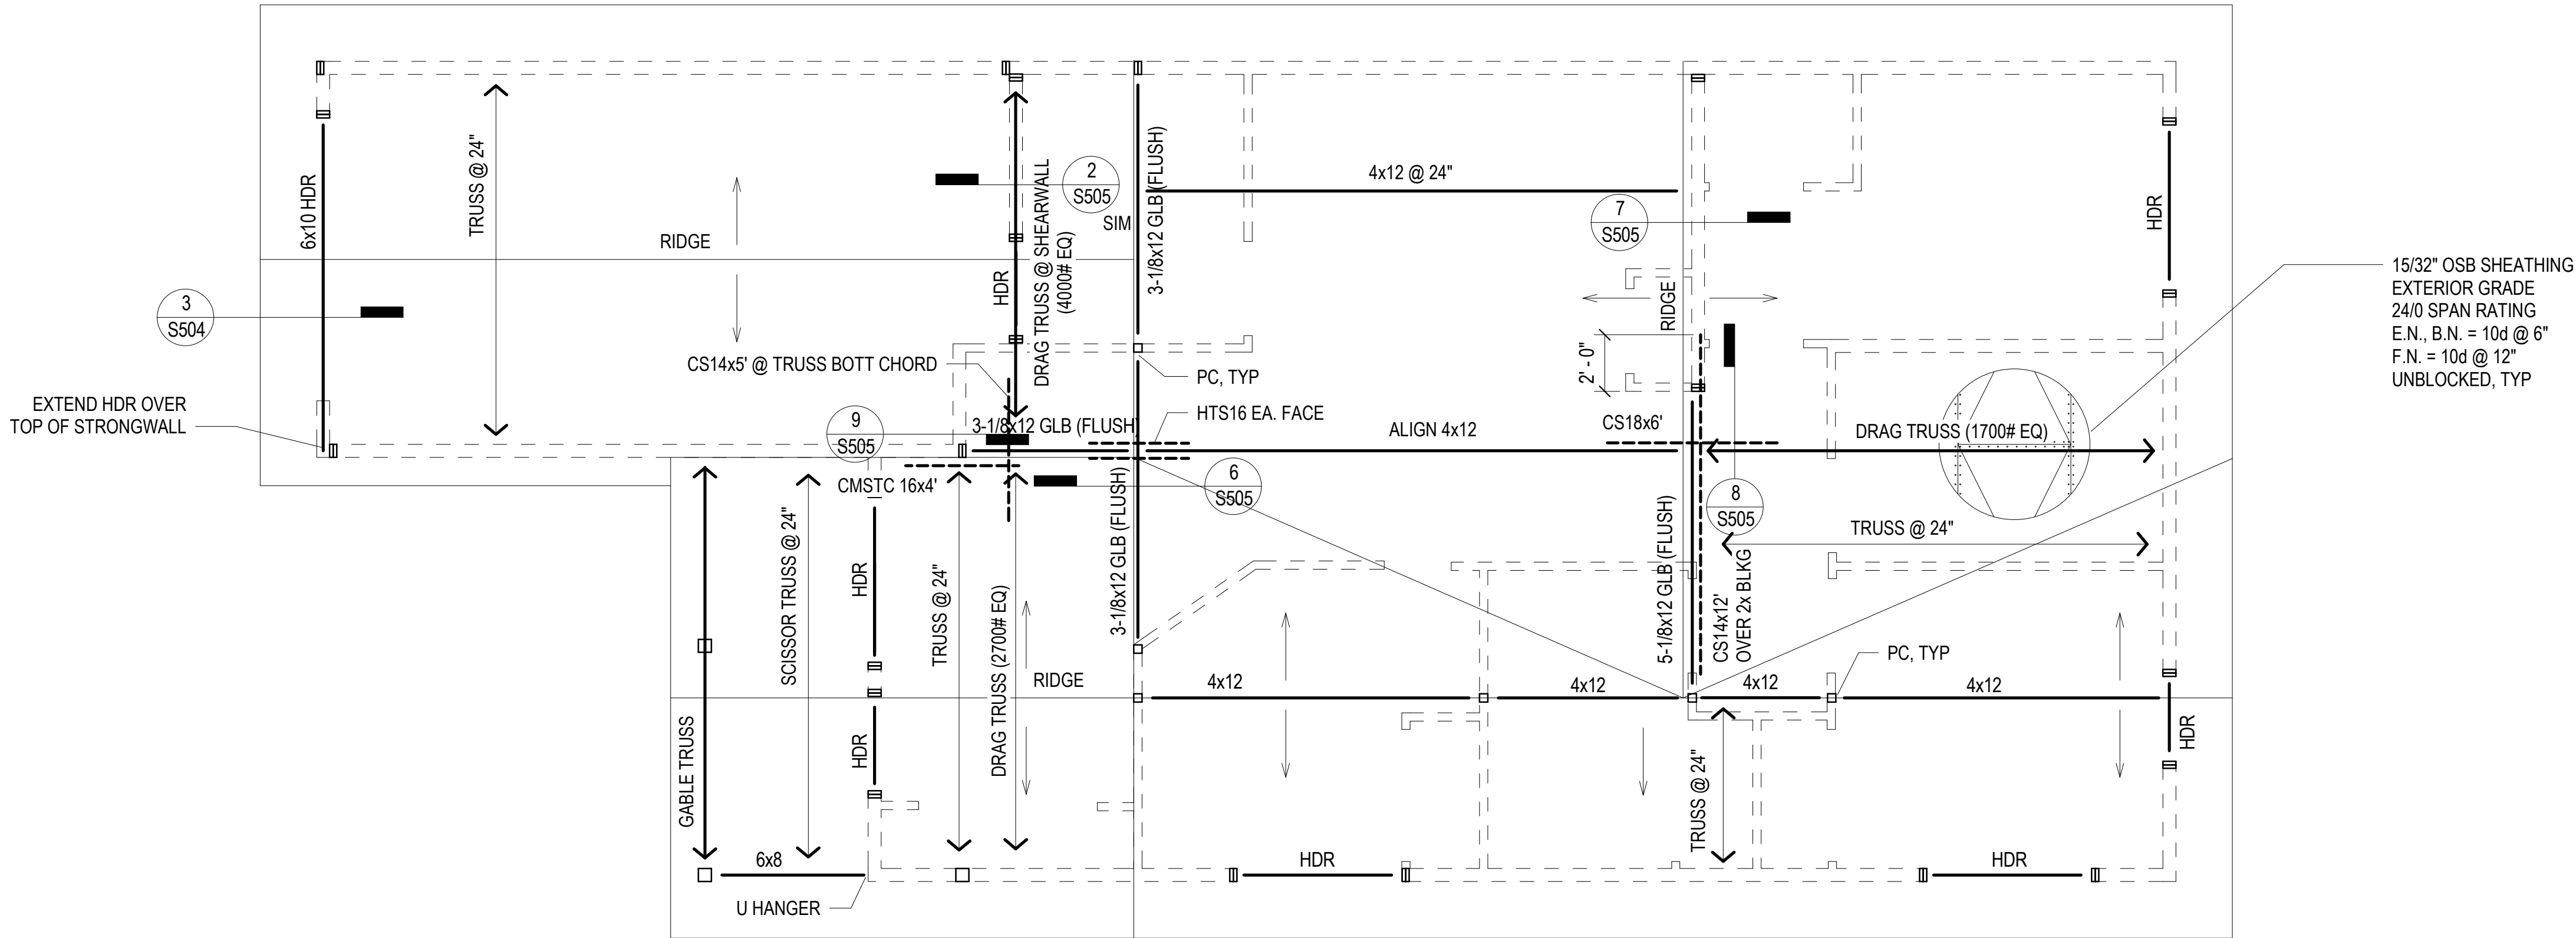 6x10 HDR
TRUSS @ 24"
RIDGE
2
S505
SIM
HDR
DRAG TRUSS @ SHEARWALL
(4000# EQ)
3-1/8x12 GLB (FLUSH)
4x12 @ 24"
7
S505
RIDGE
HDR
15/32" OSB SHEATHING
EXTERIOR GRADE
24/0 SPAN RATING
E.N., B.N. = 10d @ 6"
F.N. = 10d @ 12"
UNBLOCKED, TYP
3
S504
CS14x5' @ TRUSS BOTT CHORD
PC, TYP
2' - 0"
EXTEND HDR OVER
TOP OF STRONGWALL
9
S505
3-1/8x12 GLB (FLUSH)
HTS16 EA. FACE
ALIGN 4x12
CS18x6'
DRAG TRUSS (1700# EQ)
CMSTC 16x4'
6
S505
8
S505
TRUSS @ 24"
SCISSOR TRUSS @ 24"
HDR
TRUSS @ 24"
DRAG TRUSS (2700# EQ)
3-1/8x12 GLB (FLUSH)
5-1/8x12 GLB (FLUSH)
CS14x12'
OVER 2x BLKG
PC, TYP
RIDGE
4x12
4x12
4x12
4x12
GABLE TRUSS
HDR
TRUSS @ 24"
HDR
6x8
HDR
HDR
U HANGER